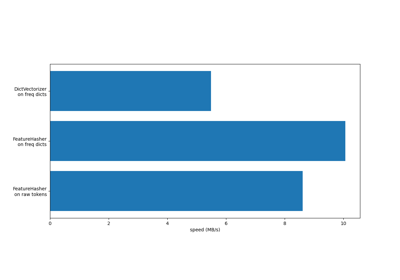 DictVectorizer
on freq dicts
FeatureHasher
on freq dicts
FeatureHasher
on raw tokens
0 2 4 6 8 10
speed (MB/s)